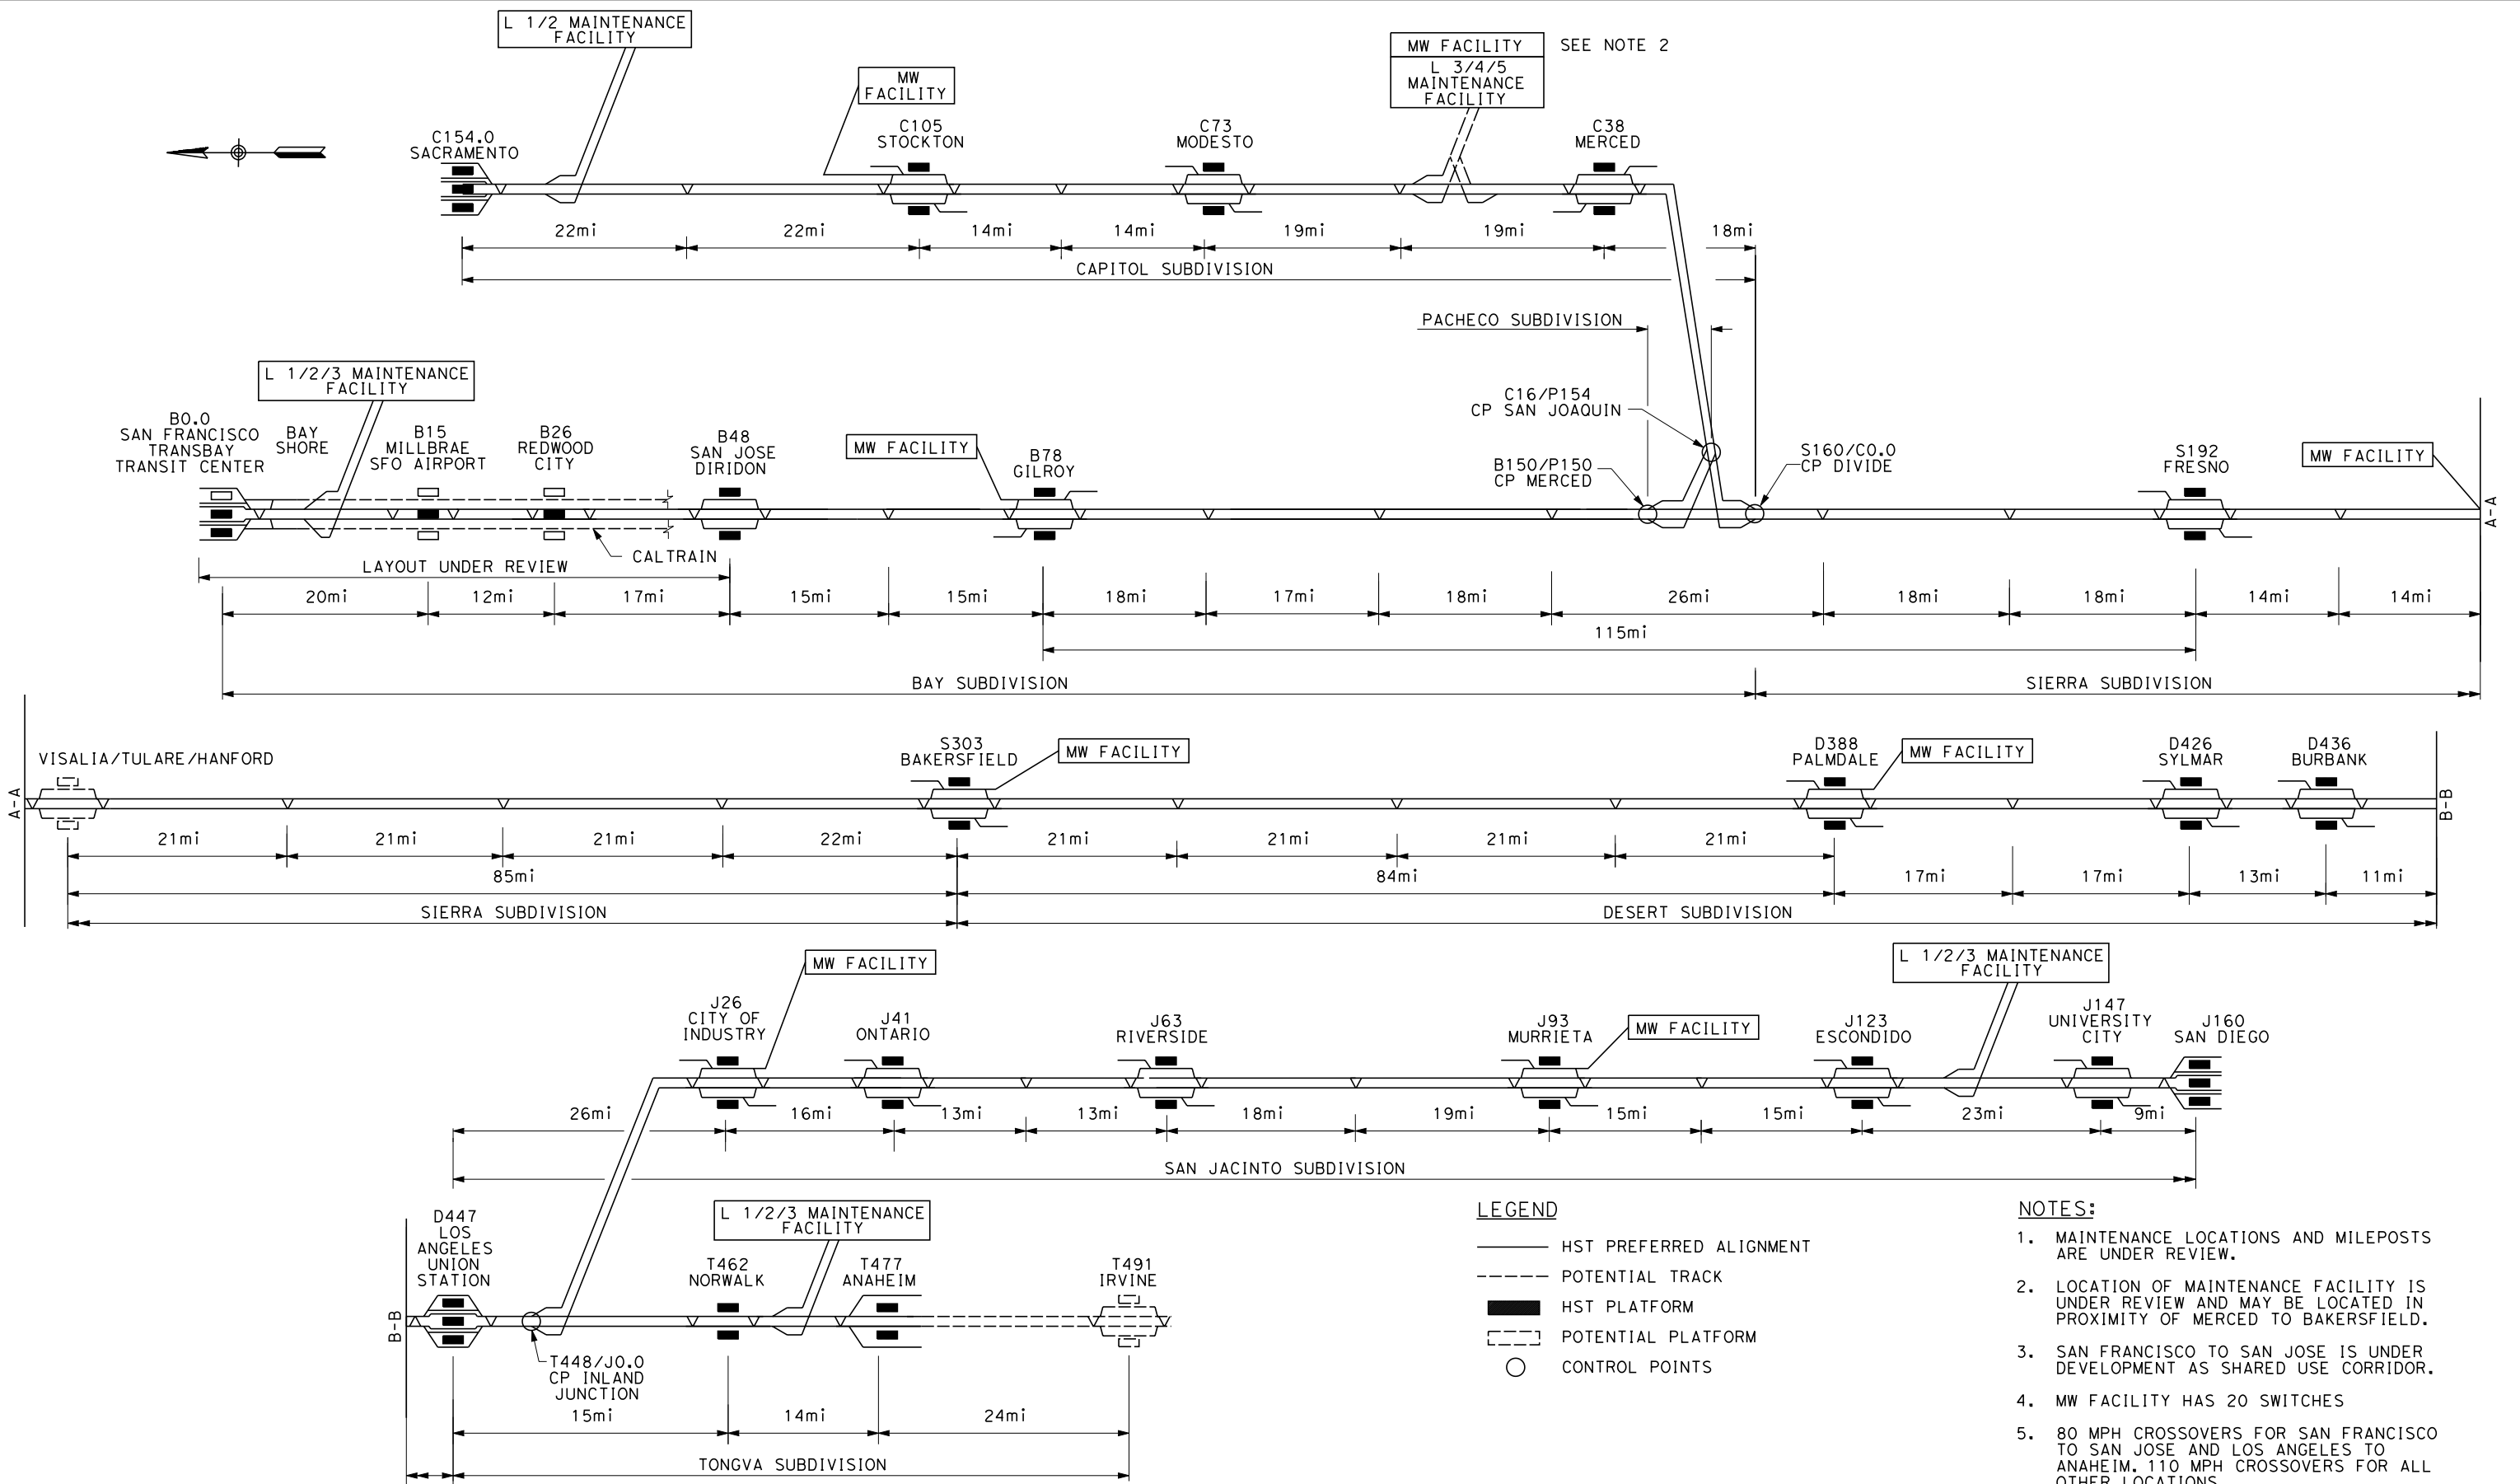 L 1/2 MAINTENANCE
FACILITY
MW FACILITY
SEE NOTE 2
L 3/4/5
MAINTENANCE
FACILITY
MW
FACILITY
C154.0
SACRAMENTO
C105
STOCKTON
C73
MODESTO
C38
MERCED
22mi
22mi
14mi
14mi
19mi
19mi
18mi
CAPITOL SUBDIVISION
PACHECO SUBDIVISION
L 1/2/3 MAINTENANCE
FACILITY
C16/P154
CP SAN JOAQUIN
B0.0
SAN FRANCISCO
TRANSBAY
TRANSIT CENTER
BAY
SHORE
B15
MILLBRAE
SFO AIRPORT
B26
REDWOOD
CITY
B48
SAN JOSE
DIRIDON
MW FACILITY
B78
GILROY
B150/P150
CP MERCED
S160/C0.0
CP DIVIDE
S192
FRESNO
MW FACILITY
A-A
CALTRAIN
LAYOUT UNDER REVIEW
20mi
12mi
17mi
15mi
15mi
18mi
17mi
18mi
26mi
18mi
18mi
14mi
14mi
115mi
BAY SUBDIVISION
SIERRA SUBDIVISION
VISALIA/TULARE/HANFORD
S303
BAKERSFIELD
MW FACILITY
D388
PALMDALE
MW FACILITY
D426
SYLMAR
D436
BURBANK
A-A
B-B
21mi
21mi
21mi
22mi
21mi
21mi
21mi
21mi
85mi
84mi
17mi
17mi
13mi
11mi
SIERRA SUBDIVISION
DESERT SUBDIVISION
MW FACILITY
L 1/2/3 MAINTENANCE
FACILITY
J26
CITY OF
INDUSTRY
J41
ONTARIO
J63
RIVERSIDE
J93
MURRIETA
MW FACILITY
J123
ESCONDIDO
J147
UNIVERSITY
CITY
J160
SAN DIEGO
26mi
16mi
13mi
13mi
18mi
19mi
15mi
15mi
23mi
9mi
SAN JACINTO SUBDIVISION
D447
LOS
ANGELES
UNION
STATION
L 1/2/3 MAINTENANCE
FACILITY
T462
NORWALK
T477
ANAHEIM
T491
IRVINE
B-B
T448/J0.0
CP INLAND
JUNCTION
15mi
14mi
24mi
TONGVA SUBDIVISION
LEGEND
HST PREFERRED ALIGNMENT
POTENTIAL TRACK
HST PLATFORM
POTENTIAL PLATFORM
CONTROL POINTS
NOTES:
1. MAINTENANCE LOCATIONS AND MILEPOSTS
ARE UNDER REVIEW.
2. LOCATION OF MAINTENANCE FACILITY IS
UNDER REVIEW AND MAY BE LOCATED IN
PROXIMITY OF MERCED TO BAKERSFIELD.
3. SAN FRANCISCO TO SAN JOSE IS UNDER
DEVELOPMENT AS SHARED USE CORRIDOR.
4. MW FACILITY HAS 20 SWITCHES
5. 80 MPH CROSSOVERS FOR SAN FRANCISCO
TO SAN JOSE AND LOS ANGELES TO
ANAHEIM. 110 MPH CROSSOVERS FOR ALL
OTHER LOCATIONS